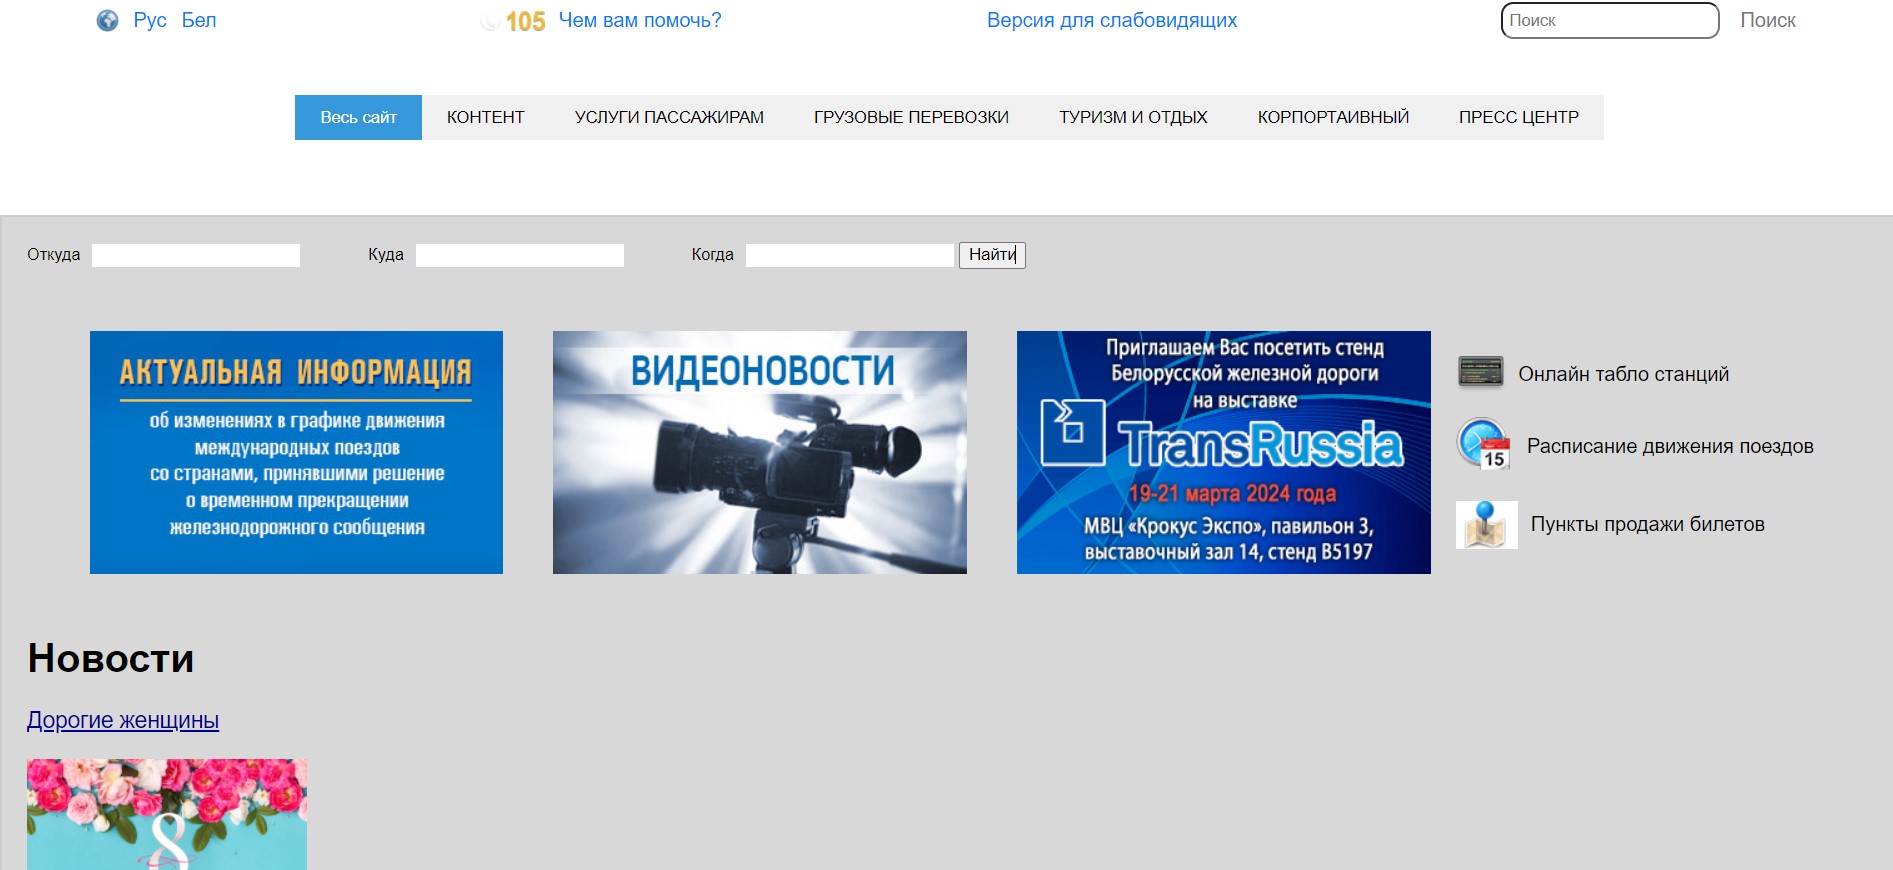 Рус Бел 105 Чем вам помочь? Версия для слабовидящих Поиск Поиск
Весь сайт КОНТЕНТ УСЛУГИ ПАССАЖИРАМ ГРУЗОВЫЕ ПЕРЕВОЗКИ ТУРИЗМ И ОТДЫХ КОРПОРТАИВНЫЙ ПРЕСС ЦЕНТР
Откуда Куда Когда Найти
АКТУАЛЬНАЯ ИНФОРМАЦИЯ
об изменениях в графике движения
международных поездов
со странами, принявшими решение
о временном прекращении
железнодорожного сообщения
ВИДЕОНОВОСТИ
Приглашаем Вас посетить стенд
Белорусской железной дороги
на выставке
TransRussia
19-21 марта 2024 года
МВЦ «Крокус Экспо», павильон 3,
выставочный зал 14, стенд B5197
Онлайн табло станций
15
Расписание движения поездов
Пункты продажи билетов
Новости
Дорогие женщины
8